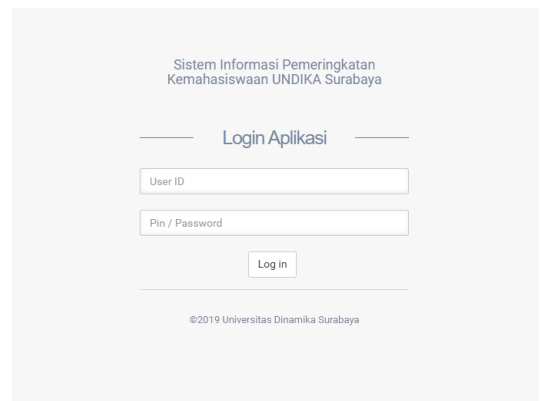 Sistem Informasi Pemeringkatan
Kemahasiswaan UNDIKA Surabaya
Login Aplikasi
User ID
Pin / Password
Log in
©2019 Universitas Dinamika Surabaya